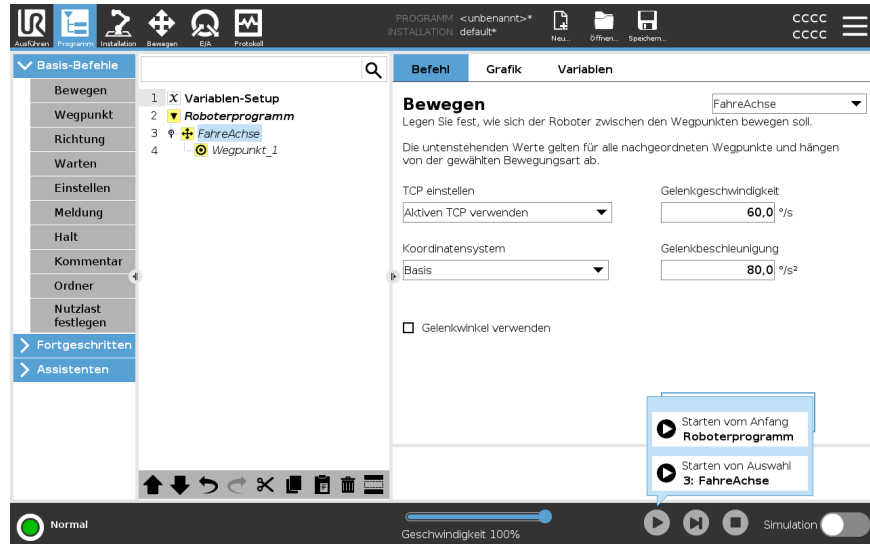 PROGRAMM <unbenannt>*
INSTALLATION default*
UR
Ausführen Programm Installation Bewegen E/A Protokoll
Neu... Öffnen... Speichern...
CCCC
CCCC
Basis-Befehle
Bewegen
Wegpunkt
Richtung
Warten
Einstellen
Meldung
Halt
Kommentar
Ordner
Nutzlast
festlegen
Fortgeschritten
Assistenten
1 X Variablen-Setup
2 Roboterprogramm
3 FahreAchse
4 Wegpunkt_1
Befehl Grafik Variablen
Bewegen FahreAchse
Legen Sie fest, wie sich der Roboter zwischen den Wegpunkten bewegen soll.
Die untenstehenden Werte gelten für alle nachgeordneten Wegpunkte und hängen
von der gewählten Bewegungsart ab.
TCP einstellen Gelenkgeschwindigkeit
Aktiven TCP verwenden 60,0 °/s
Koordinatensystem Gelenkbeschleunigung
Basis 80,0 °/s²
Gelenkwinkel verwenden
Starten vom Anfang
Roboterprogramm
Starten von Auswahl
3: FahreAchse
Normal
Geschwindigkeit 100%
Simulation